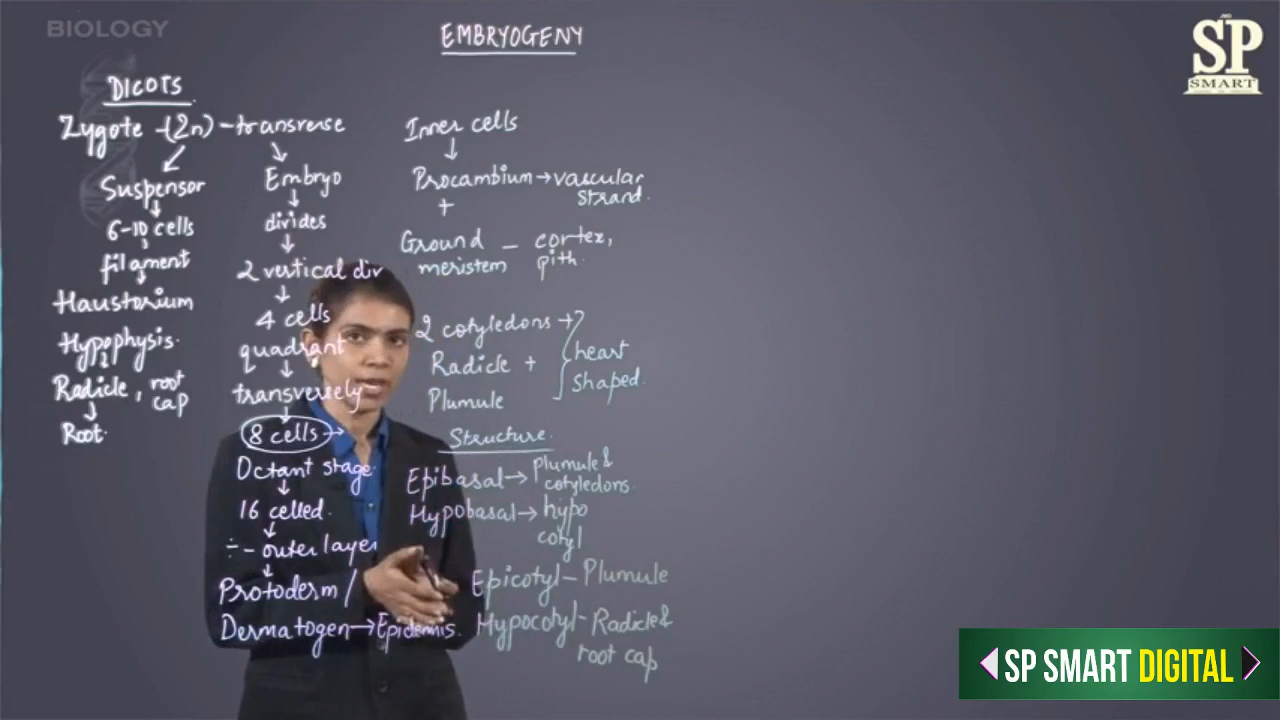 BIOLOGY
EMBRYOGENY
SP
SMART
DICOTS
Zygote -(2n) - transverse
Suspensor
6-10 cells
filament
Haustorium
Hypophysis.
Radicle, root cap
Root.
Embryo
divides
2 vertical div
4 cells
quadrant
transversely
8 cells →
Octant stage.
16 celled.
÷ - outer layer
Protoderm /
Dermatogen → Epidermis.
Inner cells
Procambium → vascular
strand.
+
Ground – cortex,
meristem pith.
2 cotyledons +
Radicle +
Plumule
heart
shaped.
Structure.
Epibasal → plumule &
cotyledons.
Hypobasal → hypo
cotyl
Epicotyl – Plumule
Hypocotyl - Radicle &
root cap
SP SMART DIGITAL